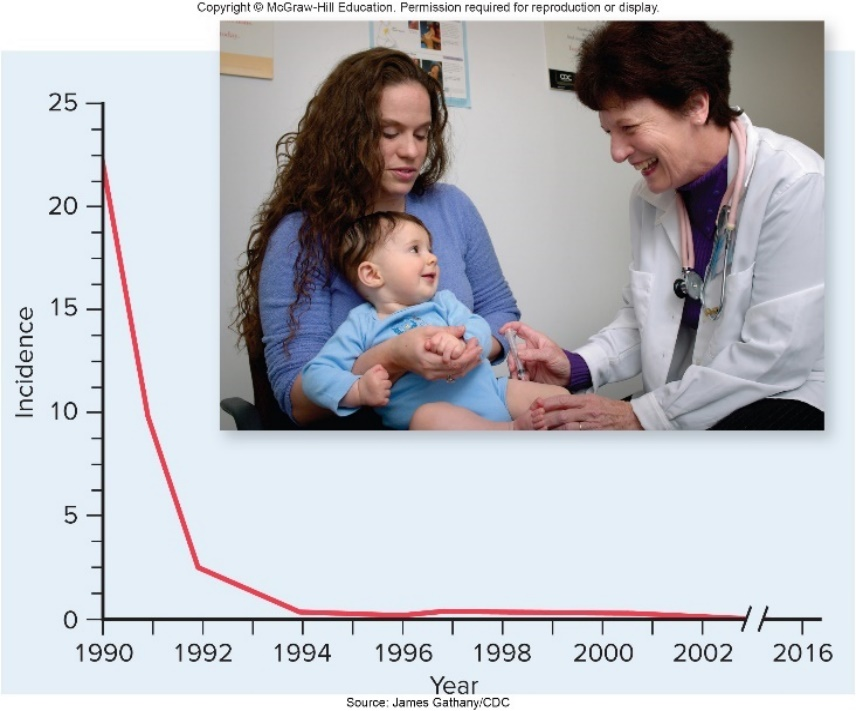 Copyright © McGraw-Hill Education. Permission required for reproduction or display.
CDC
25
20
15
10
5
0
Incidence
1990 1992 1994 1996 1998 2000 2002 2016
Year
Source: James Gathany/CDC